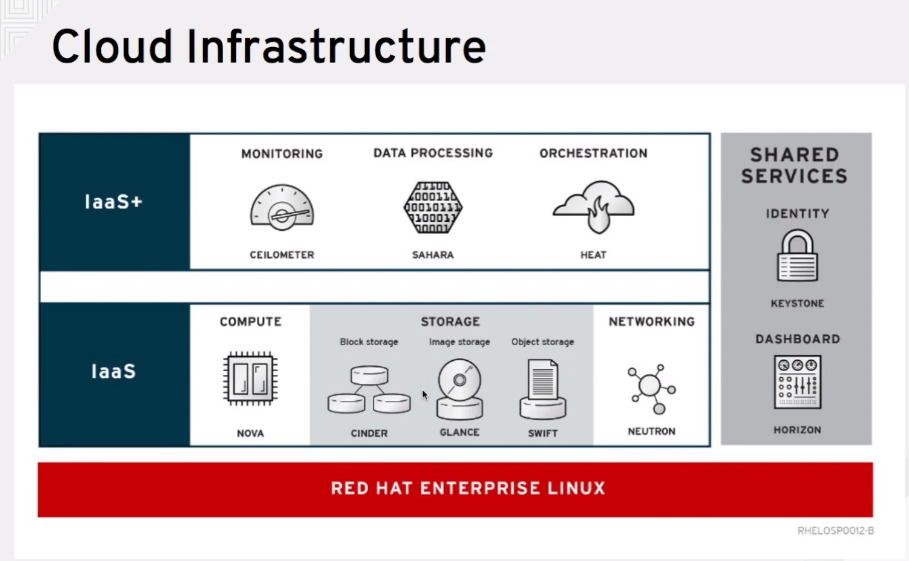 Cloud Infrastructure
IaaS+
MONITORING
CEILOMETER
DATA PROCESSING
SAHARA
ORCHESTRATION
HEAT
IaaS
COMPUTE
NOVA
STORAGE
Block storage
CINDER
Image storage
GLANCE
Object storage
SWIFT
NETWORKING
NEUTRON
SHARED
SERVICES
IDENTITY
KEYSTONE
DASHBOARD
HORIZON
RED HAT ENTERPRISE LINUX
RHELOSP0012-B